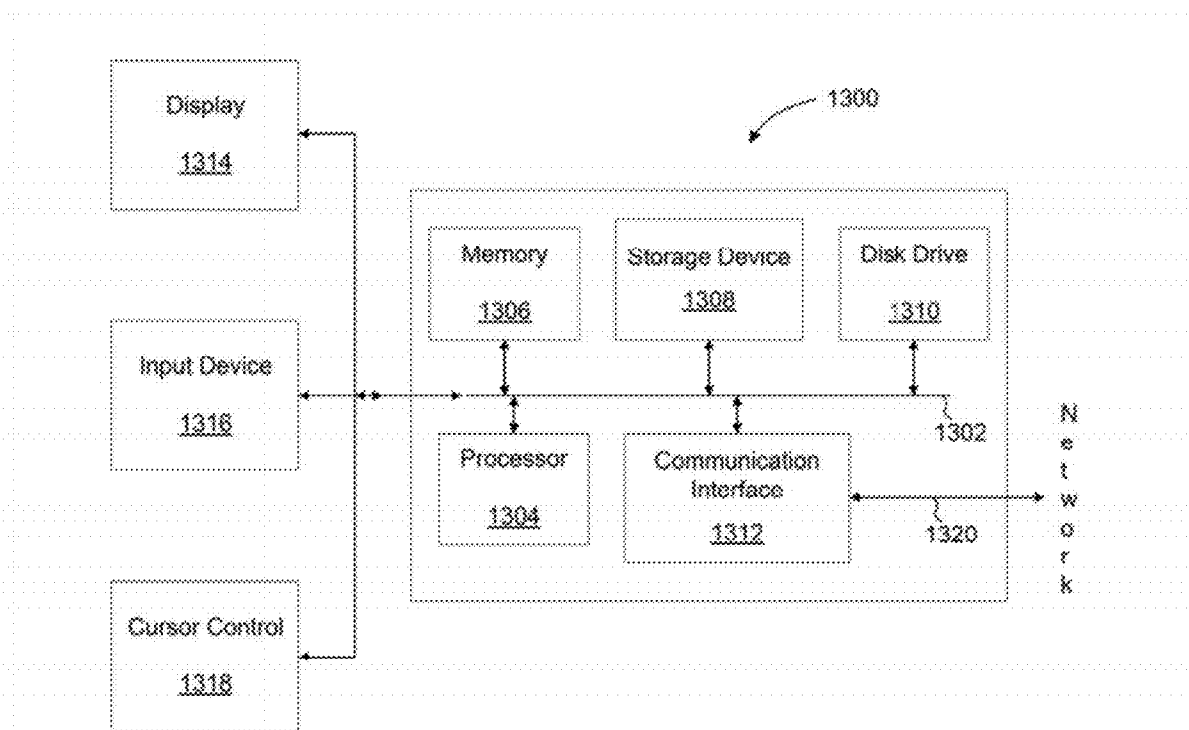 Display
1314
1300
Memory
1306
Storage Device
1308
Disk Drive
1310
Input Device
1316
1302
Processor
1304
Communication
Interface
1312
1320
Network
Cursor Control
1318